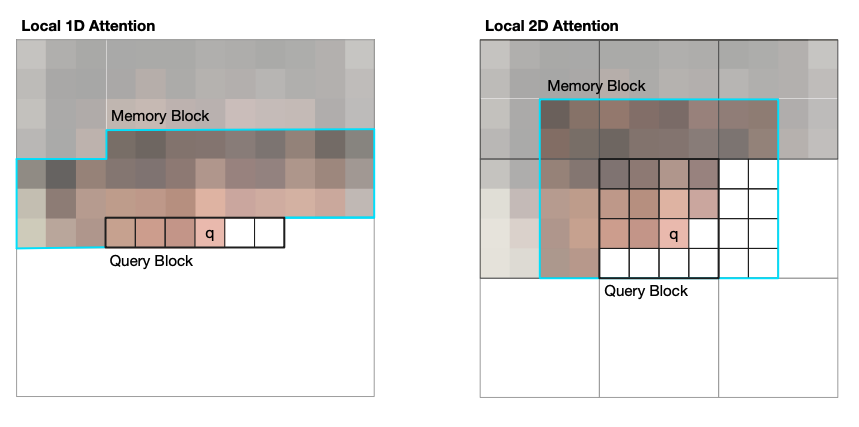 Local 1D Attention
Memory Block
q
Query Block
Local 2D Attention
Memory Block
q
Query Block